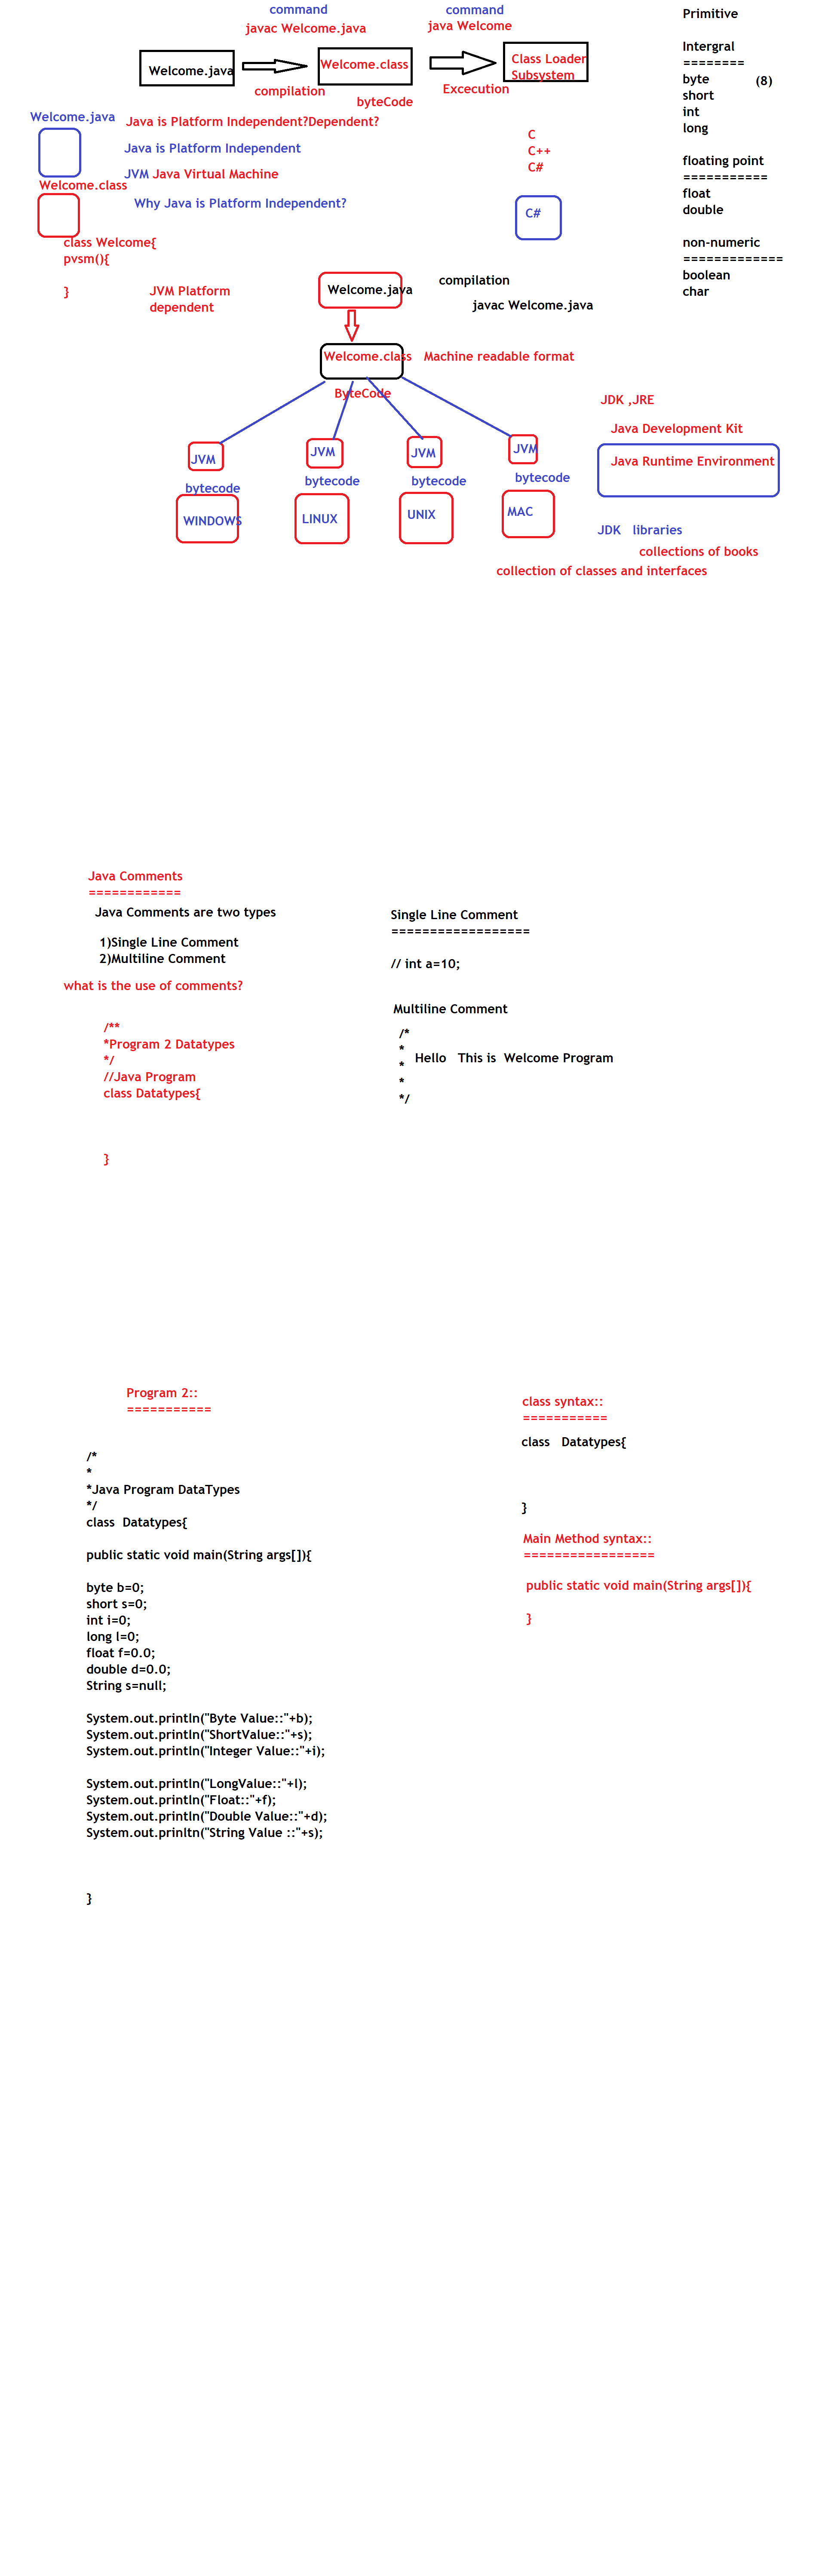 command
javac Welcome.java
command
java Welcome
Welcome.java
Welcome.class
Class Loader
Subsystem
compilation
Excecution
byteCode
Primitive
Intergral
========
byte
(8)
short
int
long
floating point
===========
float
double
non-numeric
=============
boolean
char
Welcome.java
Java is Platform Independent?Dependent?
Java is Platform Independent
JVM Java Virtual Machine
Why Java is Platform Independent?
C
C++
C#
C#
Welcome.class
class Welcome{
pvsm(){
}
JVM Platform
dependent
Welcome.java
compilation
javac Welcome.java
Welcome.class
Machine readable format
ByteCode
JVM
JVM
JVM
JVM
bytecode
bytecode
bytecode
bytecode
WINDOWS
LINUX
UNIX
MAC
JDK ,JRE
Java Development Kit
Java Runtime Environment
JDK libraries
collections of books
collection of classes and interfaces
Java Comments
============
Java Comments are two types
1)Single Line Comment
2)Multiline Comment
what is the use of comments?
/**
*Program 2 Datatypes
*/
//Java Program
class Datatypes{
}
Single Line Comment
==================
// int a=10;
Multiline Comment
/*
*
* Hello This is Welcome Program
*
*/
Program 2::
===========
/*
*
*Java Program DataTypes
*/
class Datatypes{
public static void main(String args[]){
byte b=0;
short s=0;
int i=0;
long l=0;
float f=0.0;
double d=0.0;
String s=null;
System.out.println("Byte Value::"+b);
System.out.println("ShortValue::"+s);
System.out.println("Integer Value::"+i);
System.out.println("LongValue::"+l);
System.out.println("Float::"+f);
System.out.println("Double Value::"+d);
System.out.prinltn("String Value ::"+s);
}
class syntax::
===========
class Datatypes{
}
Main Method syntax::
=================
public static void main(String args[]){
}